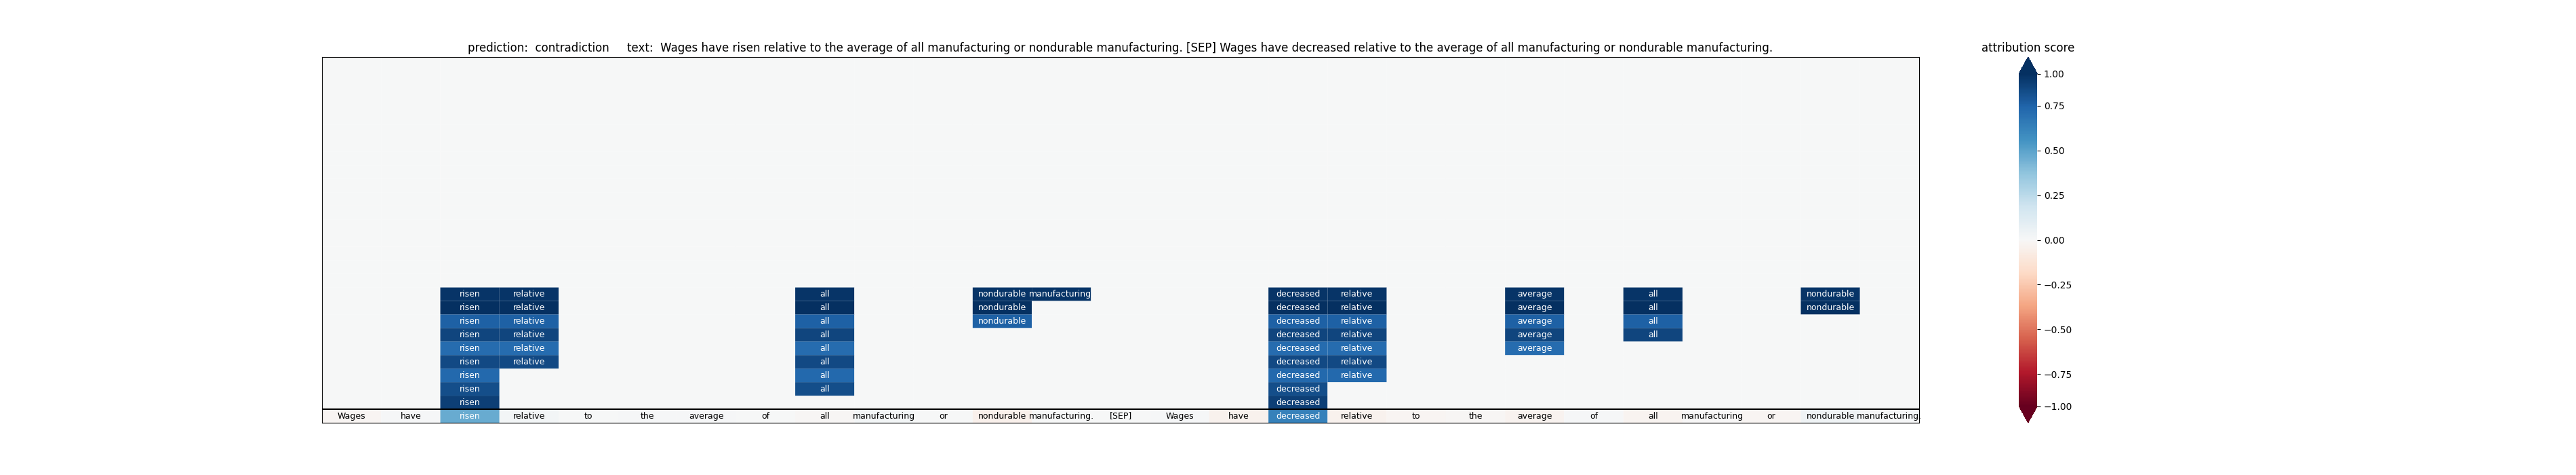 prediction: contradiction text: Wages have risen relative to the average of all manufacturing or nondurable manufacturing. [SEP] Wages have decreased relative to the average of all manufacturing or nondurable manufacturing.
attribution score
1.00
0.75
0.50
0.25
0.00
−0.25
−0.50
−0.75
−1.00
risen relative all nondurable manufacturing decreased relative average all nondurable
risen relative all nondurable decreased relative average all nondurable
risen relative all nondurable decreased relative average all
risen relative all decreased relative average all
risen relative all decreased relative average
risen relative all decreased relative
risen all decreased relative
risen all decreased
risen decreased
Wages have risen relative to the average of all manufacturing or nondurable manufacturing. [SEP] Wages have decreased relative to the average of all manufacturing or nondurable manufacturing.